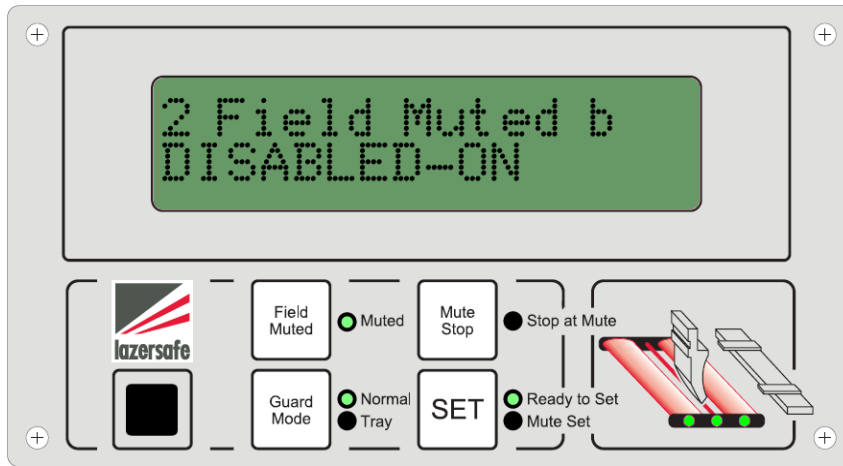 2 Field Muted b
DISABLED-ON
lazersafe
Field
Muted
Muted
Mute
Stop
Stop at Mute
Guard
Mode
Normal
Tray
SET
Ready to Set
Mute Set